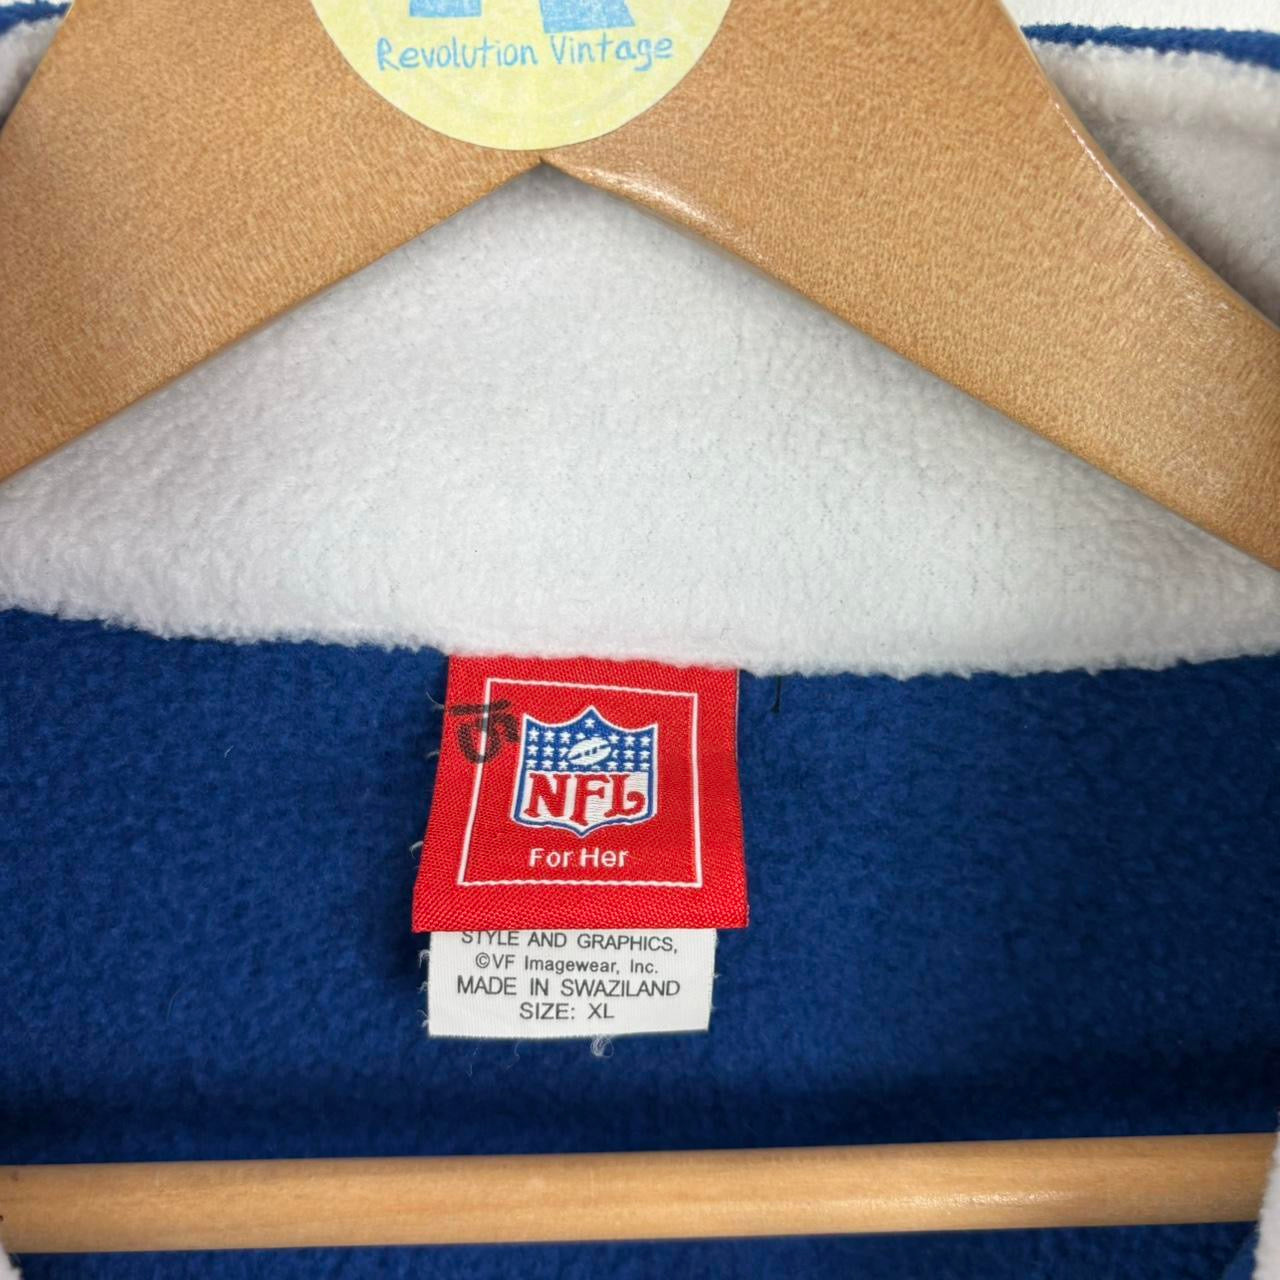 Revolution Vintage
NFL
For Her
STYLE AND GRAPHICS,
©VF Imagewear, Inc.
MADE IN SWAZILAND
SIZE: XL